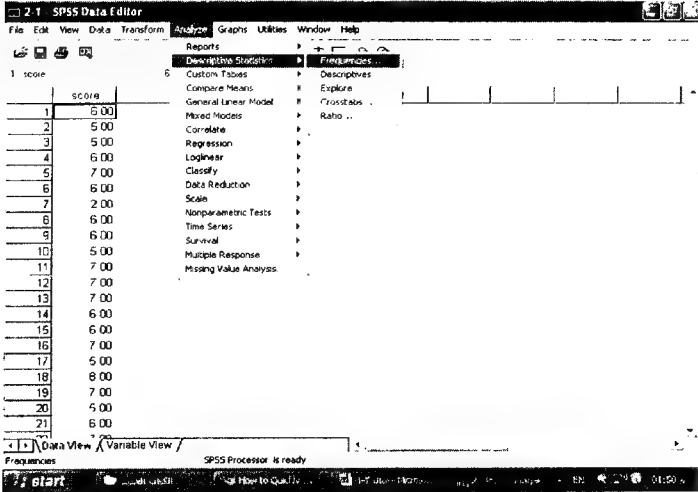 2-1 - SPSS Data Editor
File Edit View Data Transform Analyze Graphs Utilities Window Help
1 score 6
Reports
Descriptive Statistics
Custom Tables
Compare Means
General Linear Model
Mixed Models
Correlate
Regression
Loglinear
Classify
Data Reduction
Scale
Nonparametric Tests
Time Series
Survival
Multiple Response
Missing Value Analysis.
Frequencies...
Descriptives
Explore
Crosstabs...
Ratio ...
score
1 6 00
2 5 00
3 5 00
4 6 00
5 7 00
6 6 00
7 2 00
8 6 00
9 6 00
10 5 00
11 7 00
12 7 00
13 7 00
14 6 00
15 6 00
16 7 00
17 5 00
18 8 00
19 7 00
20 5 00
21 6 00
Data View Variable View
Frequencies SPSS Processor is ready
start How to Quickly ... EN